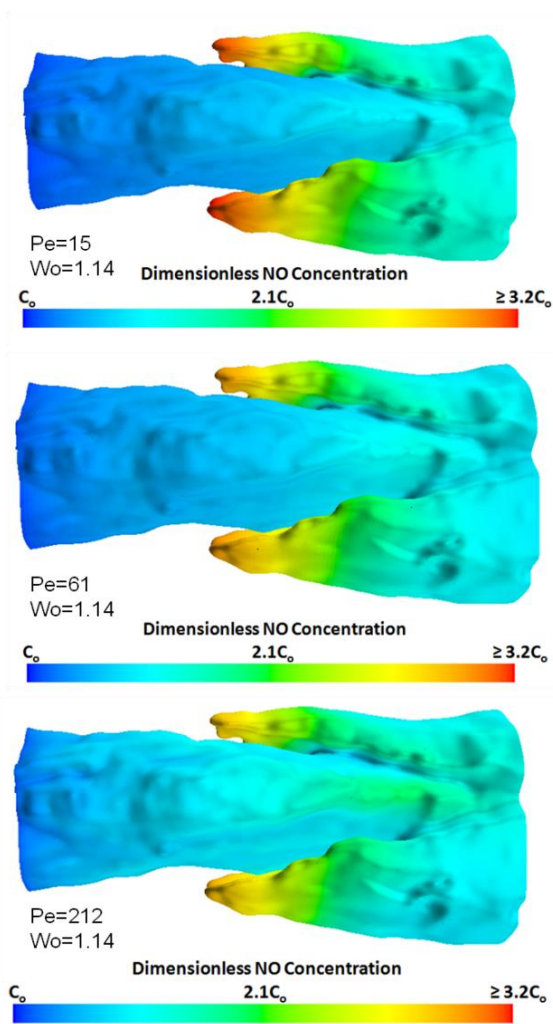 Pe=15
Wo=1.14
Dimensionless NO Concentration
Cₒ 2.1Cₒ ≥ 3.2Cₒ
Pe=61
Wo=1.14
Dimensionless NO Concentration
Cₒ 2.1Cₒ ≥ 3.2Cₒ
Pe=212
Wo=1.14
Dimensionless NO Concentration
Cₒ 2.1Cₒ ≥ 3.2Cₒ